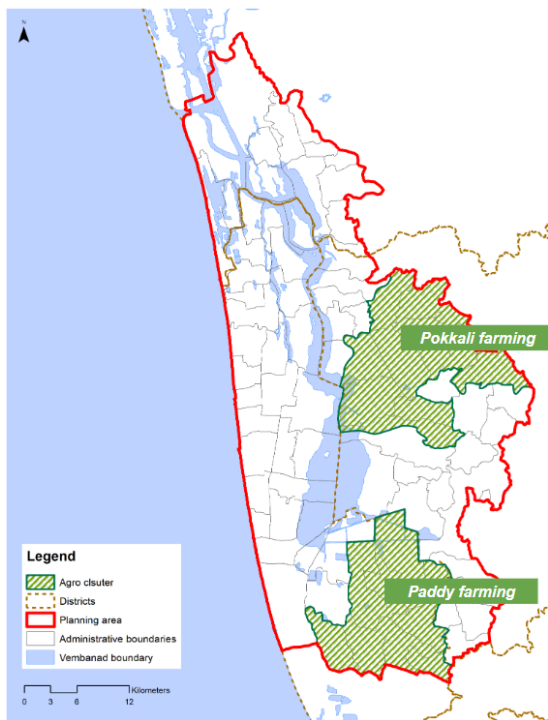 N
Pokkali farming
Paddy farming
Legend
Agro clsuter
Districts
Planning area
Administrative boundaries
Vembanad boundary
Kilometers
0 3 6 12